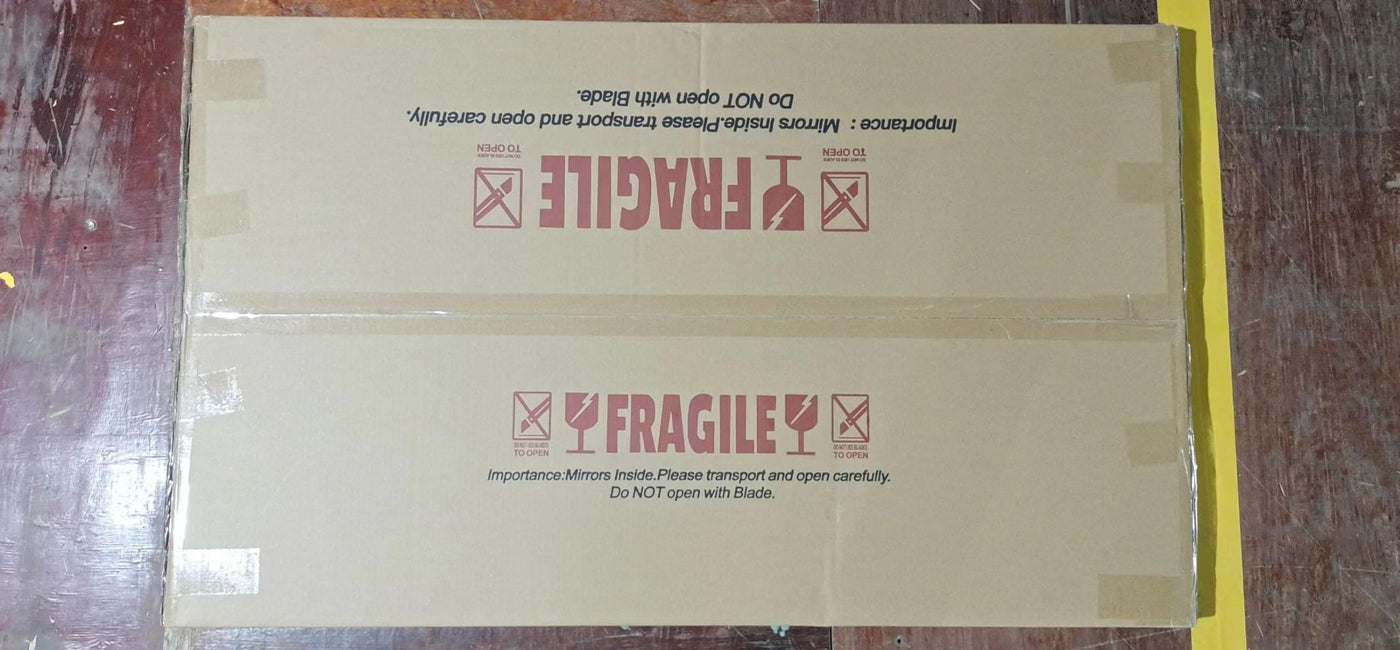 Importance : Mirrors Inside.Please transport and open carefully.
Do NOT open with Blade.
FRAGILE
TO OPEN
TO OPEN
FRAGILE
TO OPEN
TO OPEN
Importance:Mirrors Inside.Please transport and open carefully.
Do NOT open with Blade.